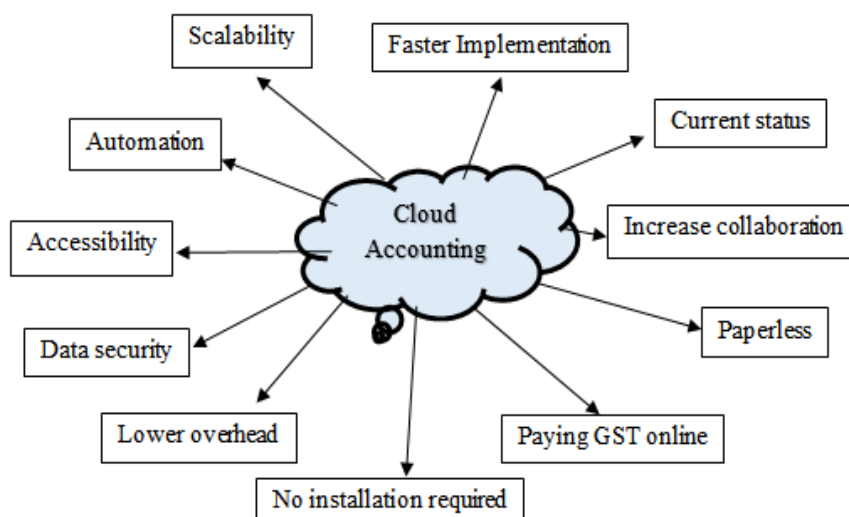 Scalability
Faster Implementation
Current status
Automation
Cloud
Accounting
Increase collaboration
Accessibility
Paperless
Data security
Lower overhead
Paying GST online
No installation required